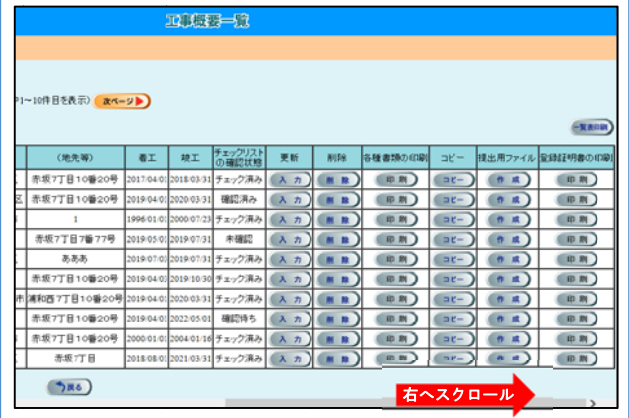 工事概要一覧
1～10件目を表示) 次ページ
一覧表印刷
(地先等) 着工 竣工 チェックリストの確認状態 更新 削除 各種書類の印刷 コピー 提出用ファイル 登録証明書の印刷
赤坂7丁目10番20号 2017/04/01 2018/03/31 チェック済み 入力 削除 印刷 コピー 作成 印刷
区 赤坂7丁目10番20号 2019/04/01 2020/03/31 確認済み 入力 削除 印刷 コピー 作成 印刷
1 1996/01/01 2000/07/23 チェック済み 入力 削除 印刷 コピー 作成 印刷
赤坂7丁目7番77号 2019/05/01 2019/07/31 未確認 入力 削除 印刷 コピー 作成 印刷
あああ 2019/07/03 2019/07/31 チェック済み 入力 削除 印刷 コピー 作成 印刷
赤坂7丁目10番20号 2019/04/03 2019/10/30 チェック済み 入力 削除 印刷 コピー 作成 印刷
市 浦和西7丁目10番20号 2019/04/01 2020/03/31 チェック済み 入力 削除 印刷 コピー 作成 印刷
赤坂7丁目10番20号 2019/04/01 2022/05/01 確認待ち 入力 削除 印刷 コピー 作成 印刷
赤坂7丁目10番20号 2000/01/01 2004/01/16 チェック済み 入力 削除 印刷 コピー 作成 印刷
赤坂7丁目 2018/08/01 2021/03/31 チェック済み 入力 削除 印刷 コピー 作成 印刷
戻る
右へスクロール